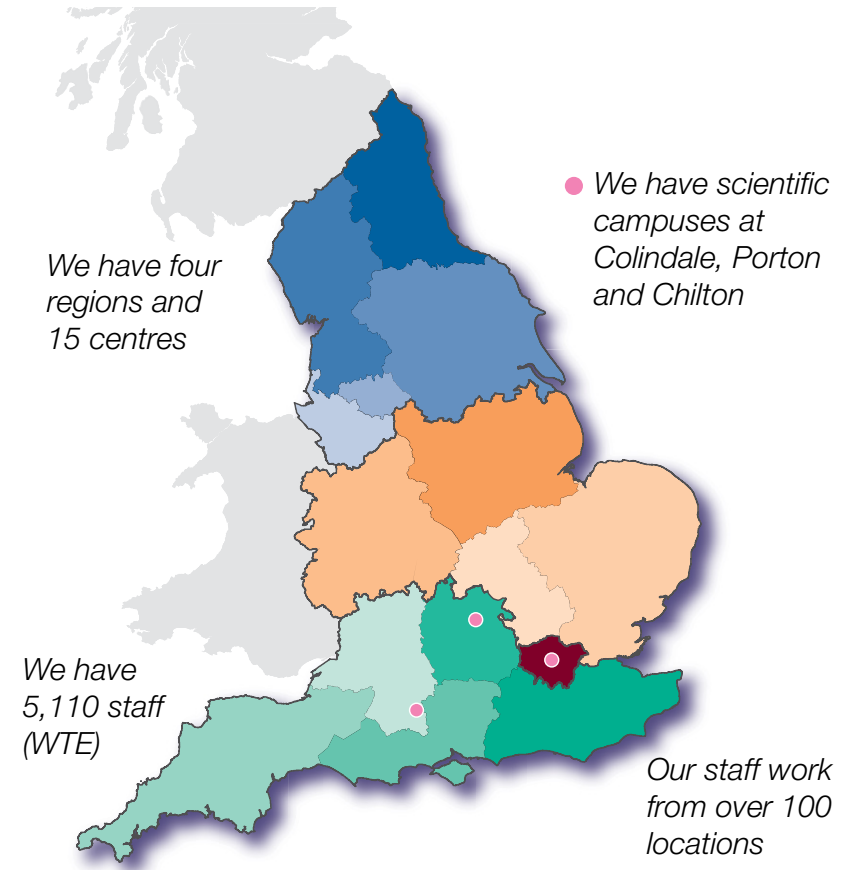 We have scientific
campuses at
Colindale, Porton
and Chilton
We have four
regions and
15 centres
We have
5,110 staff
(WTE)
Our staff work
from over 100
locations